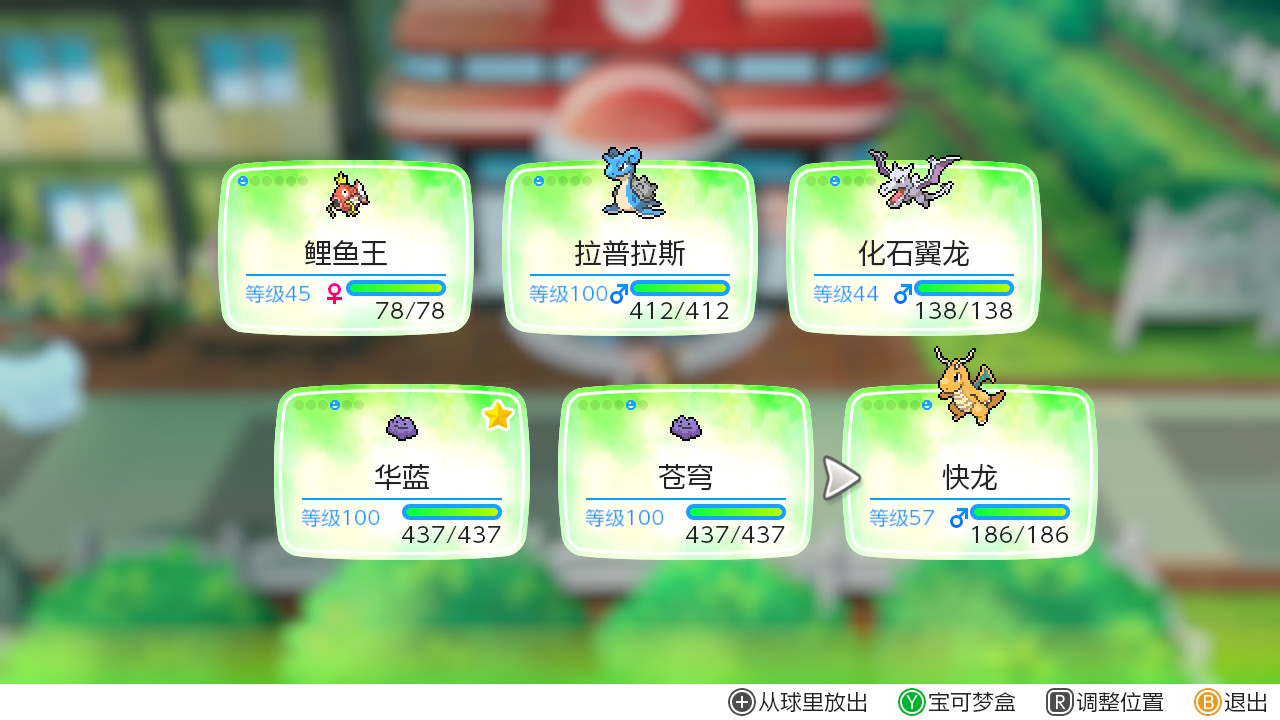 鲤鱼王
等级45 ♀
78/78
拉普拉斯
等级100 ♂
412/412
化石翼龙
等级44 ♂
138/138
华蓝
等级100
437/437
苍穹
等级100
437/437
快龙
等级57 ♂
186/186
从球里放出 Y宝可梦盒 R调整位置 B退出